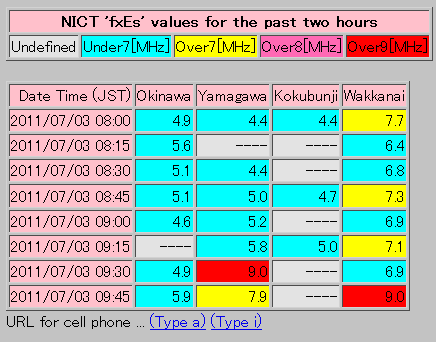 NICT 'fxEs' values for the past two hours
Undefined Under7[MHz] Over7[MHz] Over8[MHz] Over9[MHz]
Date Time (JST) Okinawa Yamagawa Kokubunji Wakkanai
2011/07/03 08:00 4.9 4.4 4.4 7.7
2011/07/03 08:15 5.6 ---- ---- 6.4
2011/07/03 08:30 5.1 4.4 ---- 6.8
2011/07/03 08:45 5.1 5.0 4.7 7.3
2011/07/03 09:00 4.6 5.2 ---- 6.9
2011/07/03 09:15 ---- 5.8 5.0 7.1
2011/07/03 09:30 4.9 9.0 ---- 6.9
2011/07/03 09:45 5.9 7.9 ---- 9.0
URL for cell phone ... (Type a) (Type i)